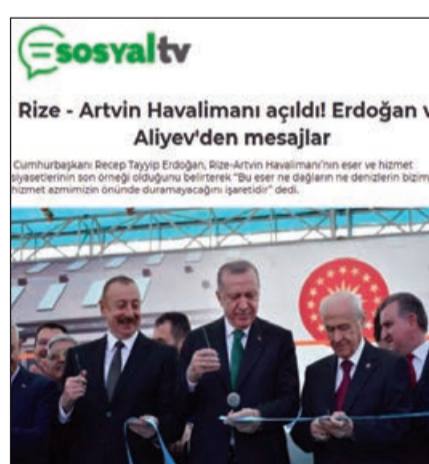 sosyaltv
Rize - Artvin Havalimanı açıldı! Erdoğan v
Aliyev'den mesajlar
Cumhurbaşkanı Recep Tayyip Erdoğan, Rize-Artvin Havalimanı'nın eser ve hizmet
siyasetlerinin son örneği olduğunu belirterek "Bu eser ne dağların ne denizlerin bizim
hizmet azmimizin önünde duramayacağını işaretidir" dedi.